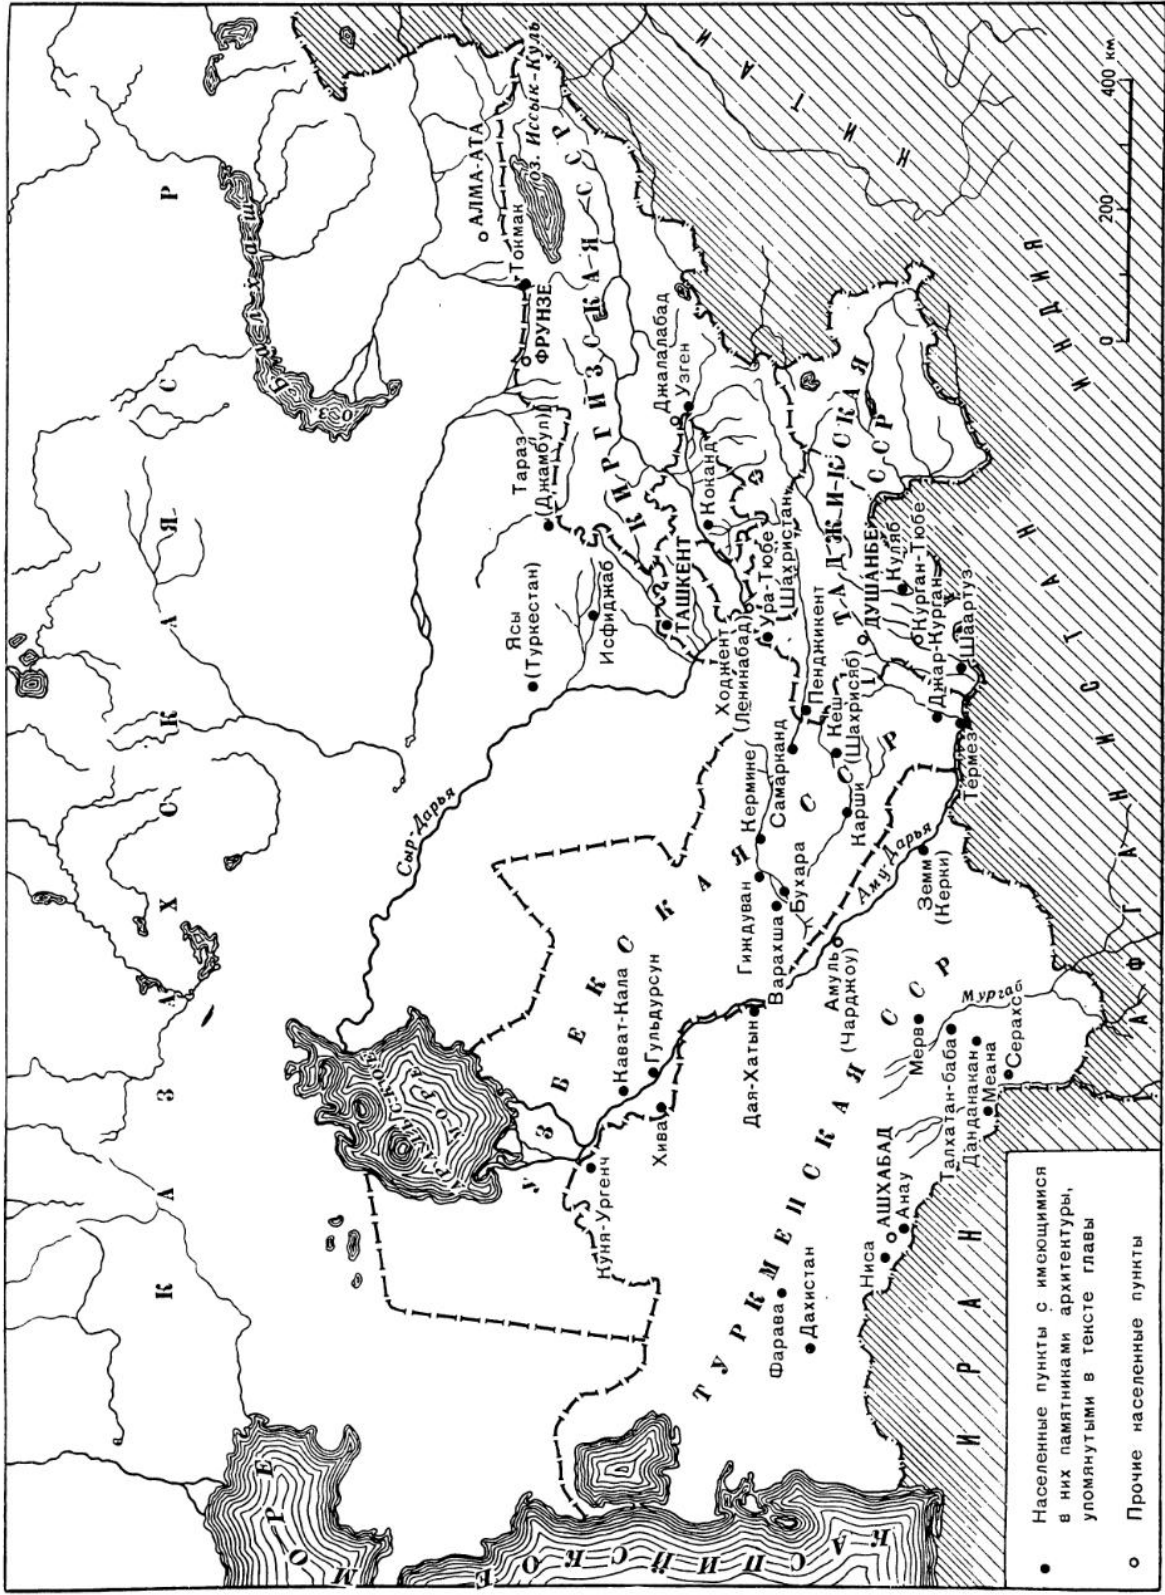 КАЗАХСКАЯ СР
оз. Балхаш
АРАЛЬСКОЕ
МОРЕ
КАСПИЙСКОЕ
МОРЕ
Сыр-Дарья
АЛМА-АТА
Токмак
оз. Иссык-Куль
ФРУНЗЕ
КИРГИЗСКАЯ ССР
Тараз
(Джамбул)
Ясы
(Туркестан)
Исфиджаб
ТАШКЕНТ
Джалалабад
Узген
Коканд
Ходжент
(Ленинабад)
Ура-Тюбе
(Шахристан)
Пенджикент
ТАДЖИКСКАЯ
ССР
ДУШАНБЕ
Куляб
Курган-Тюбе
Джар-Курган
Шаартуз
Термез
Кеш
(Шахрисяб)
Самарканд
Карши
Кермине
Гиждуван
Бухара
Варахша
УЗБЕКСКАЯ ССР
Кават-Кала
Гульдурсун
Хива
Куня-Ургенч
Дая-Хатын
Амуль
(Чарджоу)
Аму-Дарья
Земм
(Керки)
ТУРКМЕНСКАЯ ССР
Мургаб
Мерв
Талхатан-баба
Данданакан
Меана
Серахс
АШХАБАД
Анау
Ниса
Фарава
Дахистан
ИРАН
АФГАНИСТАН
ИНДИЯ
КИТАЙ
0 200 400 км
Населенные пункты с имеющимися
в них памятниками архитектуры,
упомянутыми в тексте главы
Прочие населенные пункты